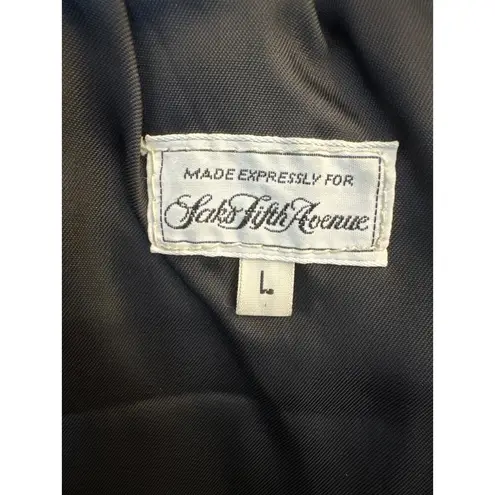 MADE EXPRESSLY FOR
Saks Fifth Avenue
L